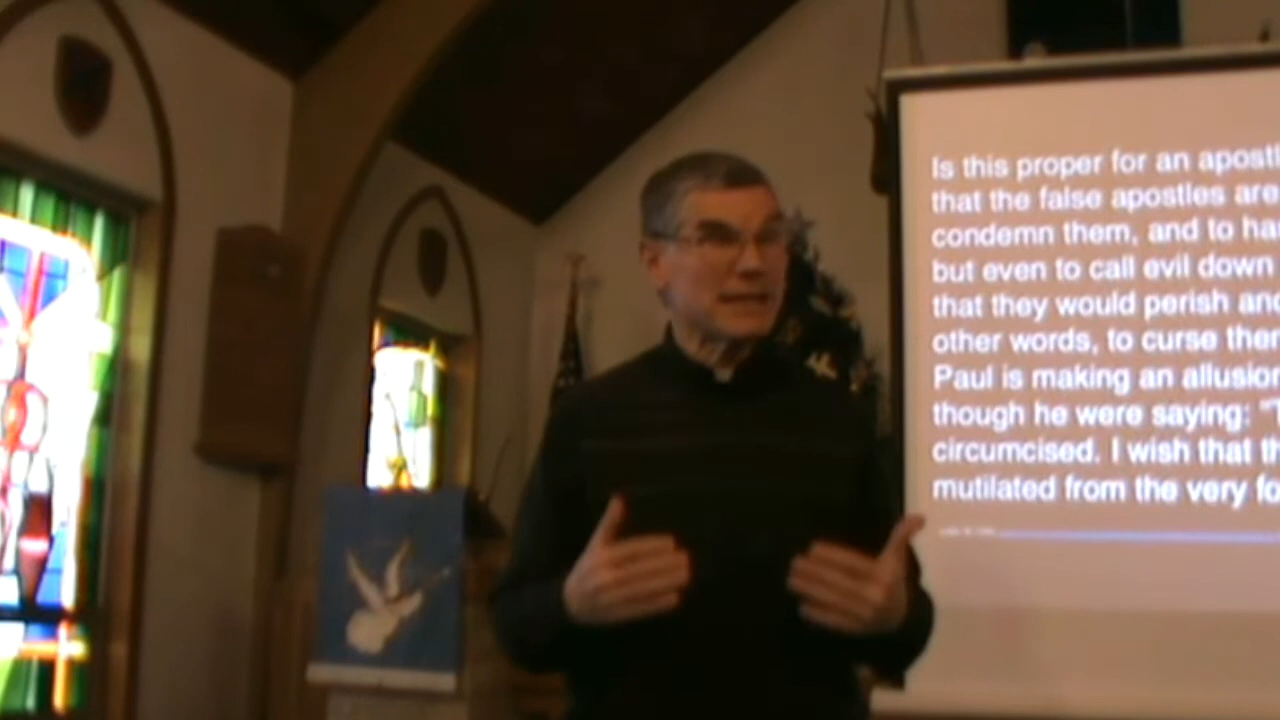 Is this proper for an apostl
that the false apostles are
condemn them, and to ha
but even to call evil down
that they would perish and
other words, to curse ther
Paul is making an allusion
though he were saying: "T
circumcised. I wish that th
mutilated from the very fo